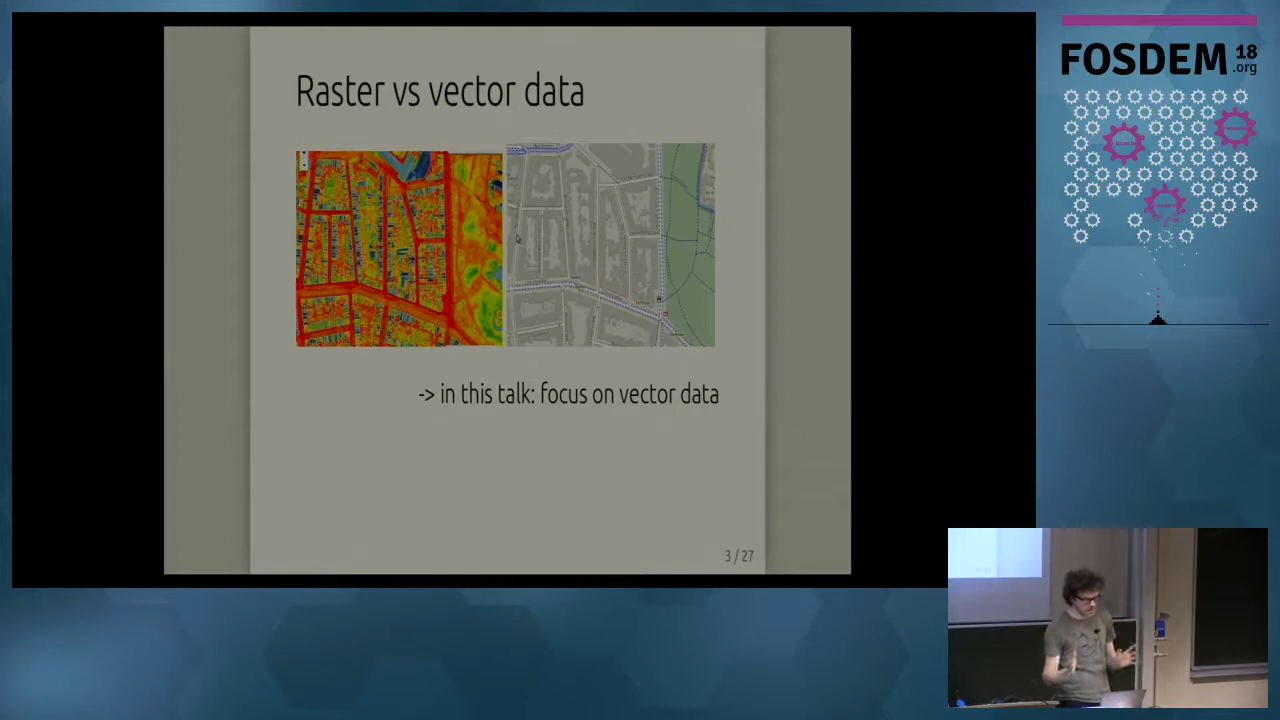 Raster vs vector data
-> in this talk: focus on vector data
3 / 27
FOSDEM 18
.org